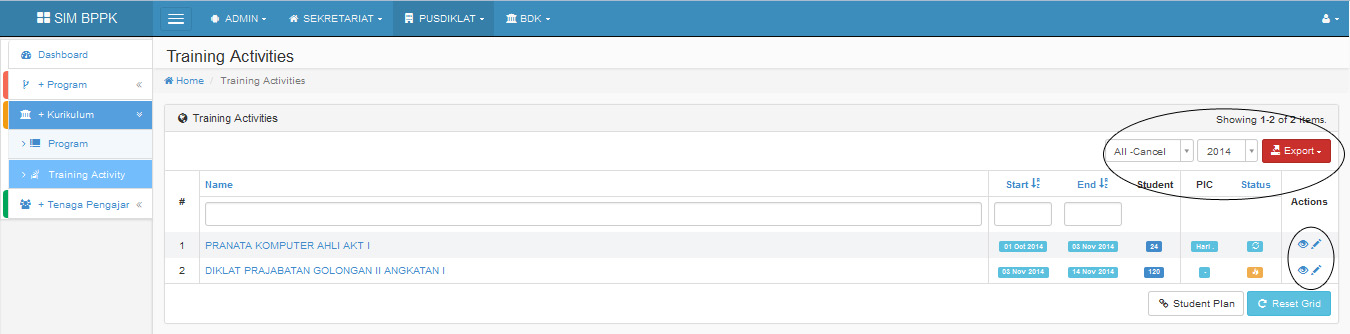 SIM BPPK
ADMIN
SEKRETARIAT
PUSDIKLAT
BDK
Dashboard
+ Program
+ Kurikulum
Program
Training Activity
+ Tenaga Pengajar
Training Activities
Home / Training Activities
Training Activities
Showing 1-2 of 2 items.
All -Cancel
2014
Export
# Name Start End Student PIC Status Actions
1 PRANATA KOMPUTER AHLI AKT I 01 Oct 2014 03 Nov 2014 24 Hari .
2 DIKLAT PRAJABATAN GOLONGAN II ANGKATAN I 03 Nov 2014 14 Nov 2014 120 -
Student Plan
Reset Grid